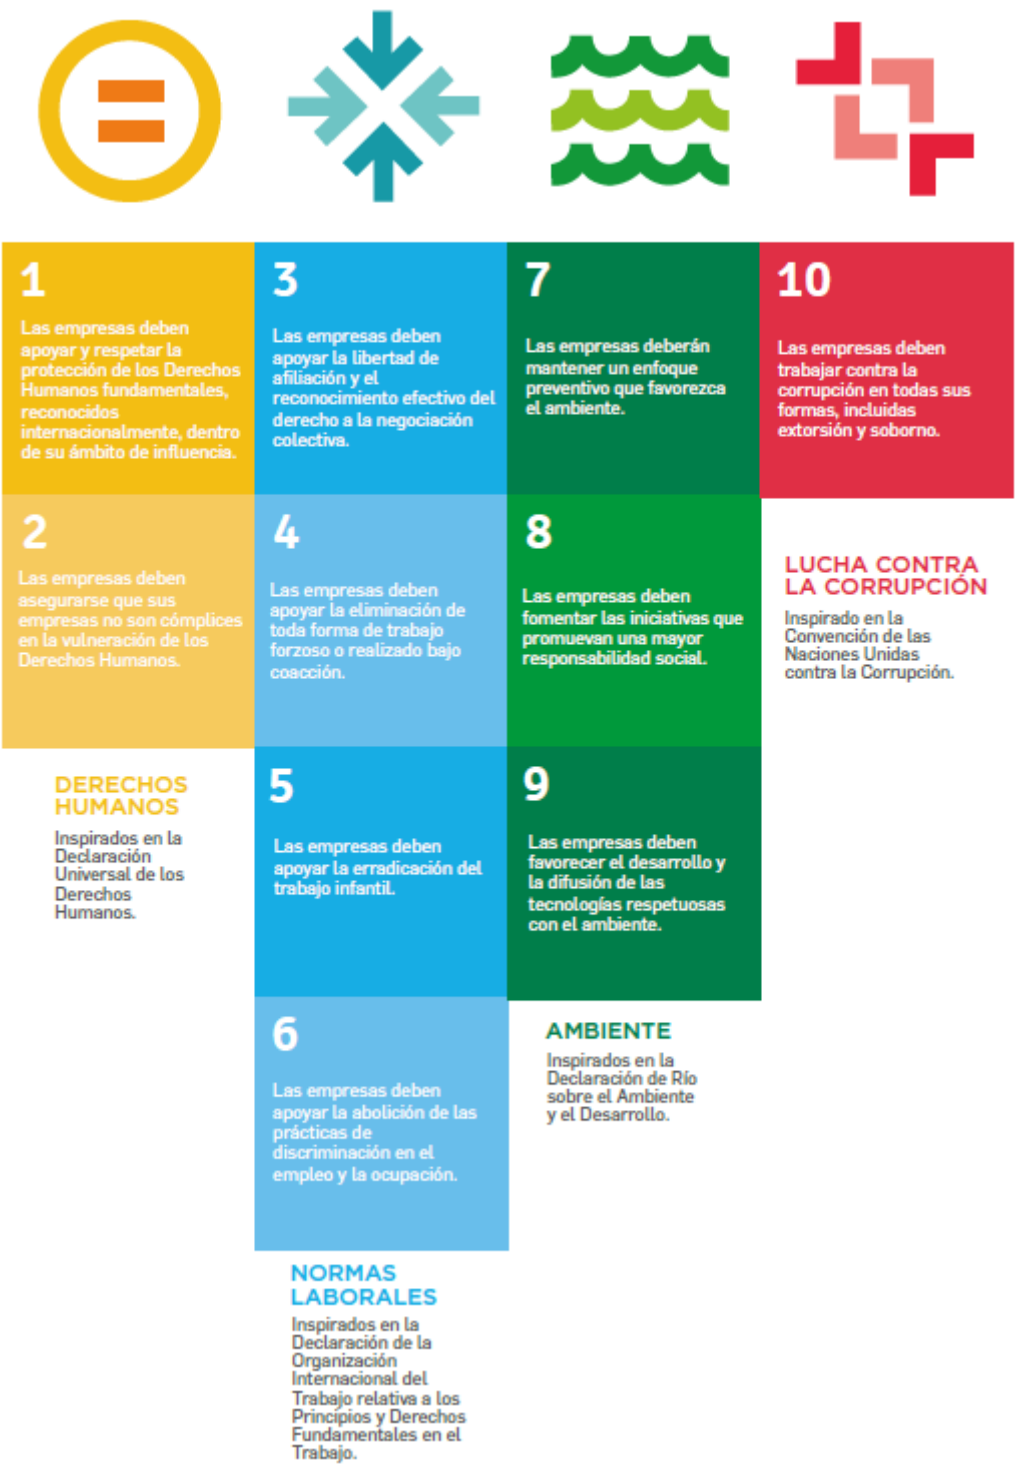 1
Las empresas deben
apoyar y respetar la
protección de los Derechos
Humanos fundamentales,
reconocidos
internacionalmente, dentro
de su ámbito de influencia.
2
Las empresas deben
asegurarse que sus
empresas no son cómplices
en la vulneración de los
Derechos Humanos.
DERECHOS
HUMANOS
Inspirados en la
Declaración
Universal de los
Derechos
Humanos.
3
Las empresas deben
apoyar la libertad de
afiliación y el
reconocimiento efectivo del
derecho a la negociación
colectiva.
4
Las empresas deben
apoyar la eliminación de
toda forma de trabajo
forzoso o realizado bajo
coacción.
5
Las empresas deben
apoyar la erradicación del
trabajo infantil.
6
Las empresas deben
apoyar la abolición de las
prácticas de
discriminación en el
empleo y la ocupación.
NORMAS
LABORALES
Inspirados en la
Declaración de la
Organización
Internacional del
Trabajo relativa a los
Principios y Derechos
Fundamentales en el
Trabajo.
7
Las empresas deberán
mantener un enfoque
preventivo que favorezca
el ambiente.
8
Las empresas deben
fomentar las iniciativas que
promuevan una mayor
responsabilidad social.
9
Las empresas deben
favorecer el desarrollo y
la difusión de las
tecnologías respetuosas
con el ambiente.
AMBIENTE
Inspirados en la
Declaración de Río
sobre el Ambiente
y el Desarrollo.
10
Las empresas deben
trabajar contra la
corrupción en todas sus
formas, incluidas
extorsión y soborno.
LUCHA CONTRA
LA CORRUPCIÓN
Inspirado en la
Convención de las
Naciones Unidas
contra la Corrupción.